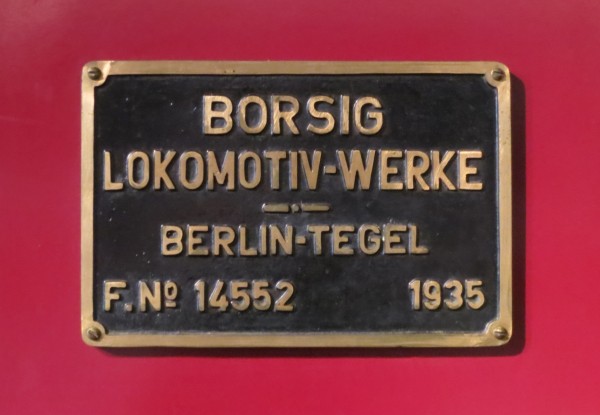 BORSIG
LOKOMOTIV-WERKE
BERLIN-TEGEL
F.Nº 14552 1935